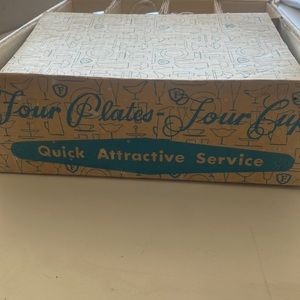 Four Plates - Four Cup
Quick Attractive Service